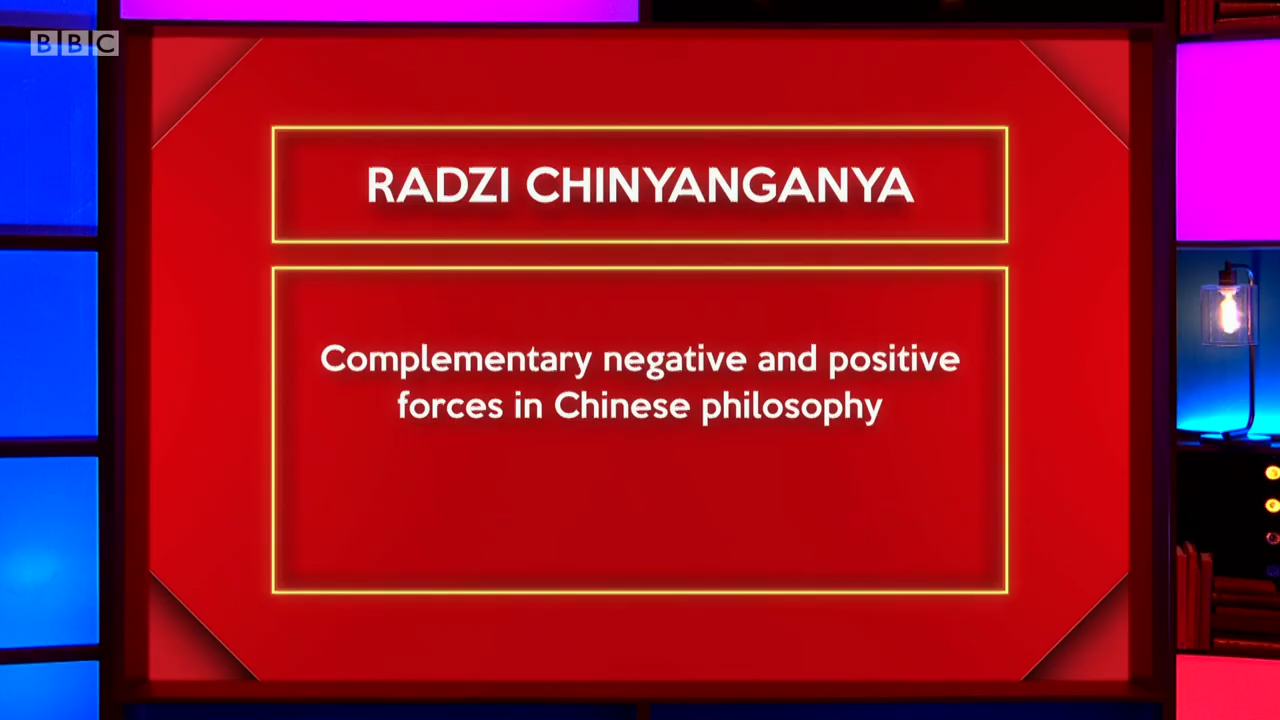 BBC
RADZI CHINYANGANYA
Complementary negative and positive
forces in Chinese philosophy